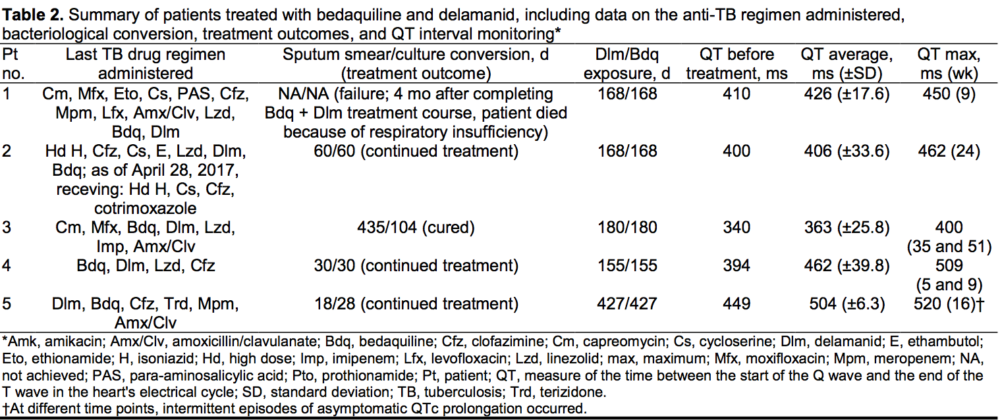 Table 2. Summary of patients treated with bedaquiline and delamanid, including data on the anti-TB regimen administered,
bacteriological conversion, treatment outcomes, and QT interval monitoring*
Pt no. Last TB drug regimen administered Sputum smear/culture conversion, d (treatment outcome) Dlm/Bdq exposure, d QT before treatment, ms QT average, ms (±SD) QT max, ms (wk)
1 Cm, Mfx, Eto, Cs, PAS, Cfz, NA/NA (failure; 4 mo after completing 168/168 410 426 (±17.6) 450 (9)
Mpm, Lfx, Amx/Clv, Lzd, Bdq + Dlm treatment course, patient died
Bdq, Dlm because of respiratory insufficiency)
2 Hd H, Cfz, Cs, E, Lzd, Dlm, 60/60 (continued treatment) 168/168 400 406 (±33.6) 462 (24)
Bdq; as of April 28, 2017,
receving: Hd H, Cs, Cfz,
cotrimoxazole
3 Cm, Mfx, Bdq, Dlm, Lzd, 435/104 (cured) 180/180 340 363 (±25.8) 400
Imp, Amx/Clv (35 and 51)
4 Bdq, Dlm, Lzd, Cfz 30/30 (continued treatment) 155/155 394 462 (±39.8) 509
(5 and 9)
5 Dlm, Bdq, Cfz, Trd, Mpm, 18/28 (continued treatment) 427/427 449 504 (±6.3) 520 (16)†
Amx/Clv
*Amk, amikacin; Amx/Clv, amoxicillin/clavulanate; Bdq, bedaquiline; Cfz, clofazimine; Cm, capreomycin; Cs, cycloserine; Dlm, delamanid; E, ethambutol;
Eto, ethionamide; H, isoniazid; Hd, high dose; Imp, imipenem; Lfx, levofloxacin; Lzd, linezolid; max, maximum; Mfx, moxifloxacin; Mpm, meropenem; NA,
not achieved; PAS, para-aminosalicylic acid; Pto, prothionamide; Pt, patient; QT, measure of the time between the start of the Q wave and the end of the
T wave in the heart's electrical cycle; SD, standard deviation; TB, tuberculosis; Trd, terizidone.
†At different time points, intermittent episodes of asymptomatic QTc prolongation occurred.